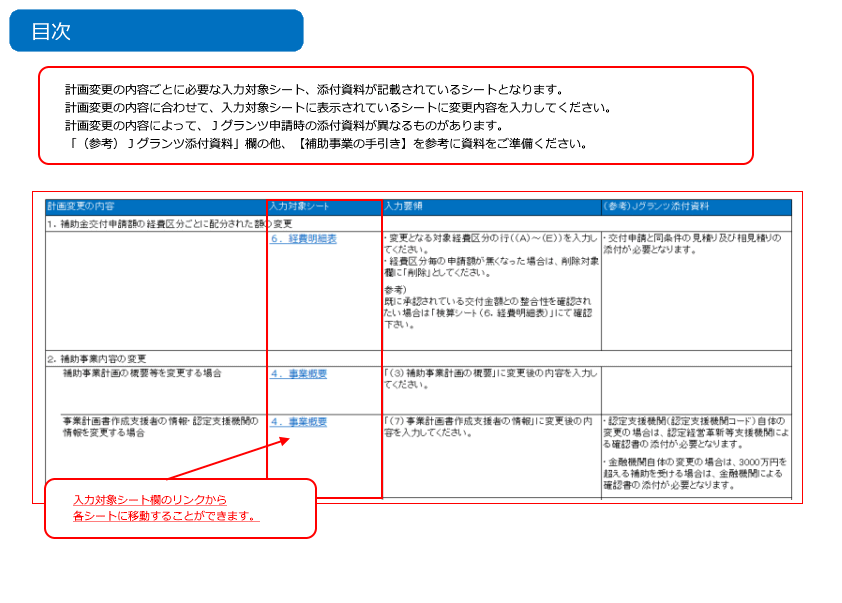 目次
計画変更の内容ごとに必要な入力対象シート、添付資料が記載されているシートとなります。
計画変更の内容に合わせて、入力対象シートに表示されているシートに変更内容を入力してください。
計画変更の内容によって、Ｊグランツ申請時の添付資料が異なるものがあります。
「（参考）Ｊグランツ添付資料」欄の他、【補助事業の手引き】を参考に資料をご準備ください。
計画変更の内容 入力対象シート 入力要領 (参考)Jグランツ添付資料
1．補助金交付申請額の経費区分ごとに配分された額の変更
6．経費明細表
・変更となる対象経費区分の行((A)～(E))を入力し
てください。
・経費区分毎の申請額が無くなった場合は、削除対象
欄に「削除」としてください。
参考)
既に承認されている交付金額との整合性を確認され
たい場合は「検算シート（6．経費明細表）」にて確認
下さい。
・交付申請と同条件の見積り及び相見積りの
添付が必要となります。
2．補助事業内容の変更
補助事業計画の概要等を変更する場合
4．事業概要
「（3）補助事業計画の概要」に変更後の内容を入力し
てください。
事業計画書作成支援者の情報・認定支援機関の
情報を変更する場合
4．事業概要
「（7）事業計画書作成支援者の情報」に変更後の内
容を入力してください。
・認定支援機関（認定支援機関コード）自体の
変更の場合は、認定経営革新等支援機関によ
る確認書の添付が必要となります。
・金融機関自体の変更の場合は、3000万円を
超える補助を受ける場合は、金融機関による
確認書の添付が必要となります。
入力対象シート欄のリンクから
各シートに移動することができます。